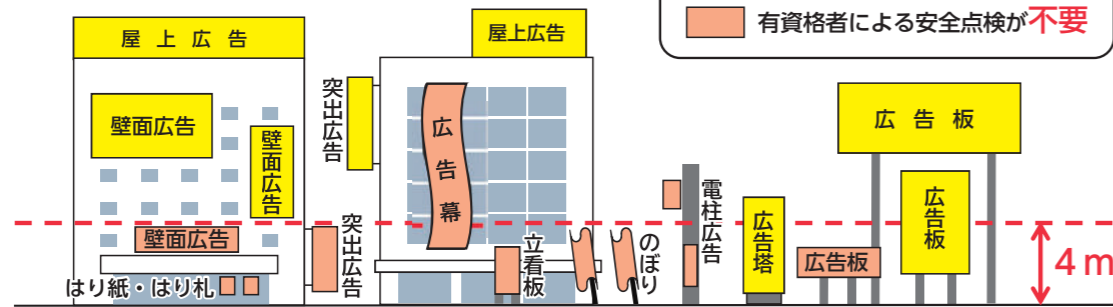 有資格者による安全点検が不要
屋上広告
屋上広告
突出広告
壁面広告
壁面広告
広告幕
広告板
電柱広告
広告板
広告塔
壁面広告
突出広告
立看板
のぼり
広告板
4m
はり紙・はり札